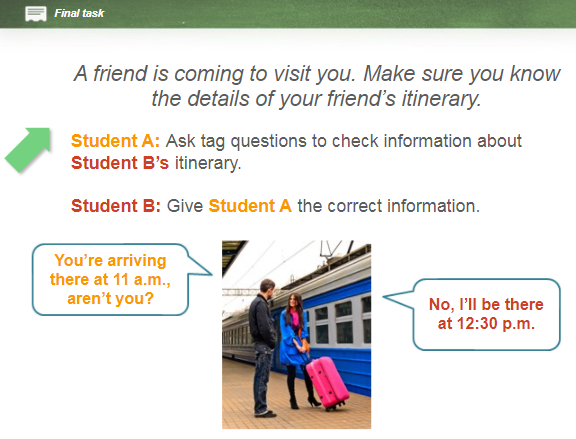 Final task
A friend is coming to visit you. Make sure you know
the details of your friend's itinerary.
Student A: Ask tag questions to check information about
Student B's itinerary.
Student B: Give Student A the correct information.
You're arriving
there at 11 a.m.,
aren't you?
No, I'll be there
at 12:30 p.m.